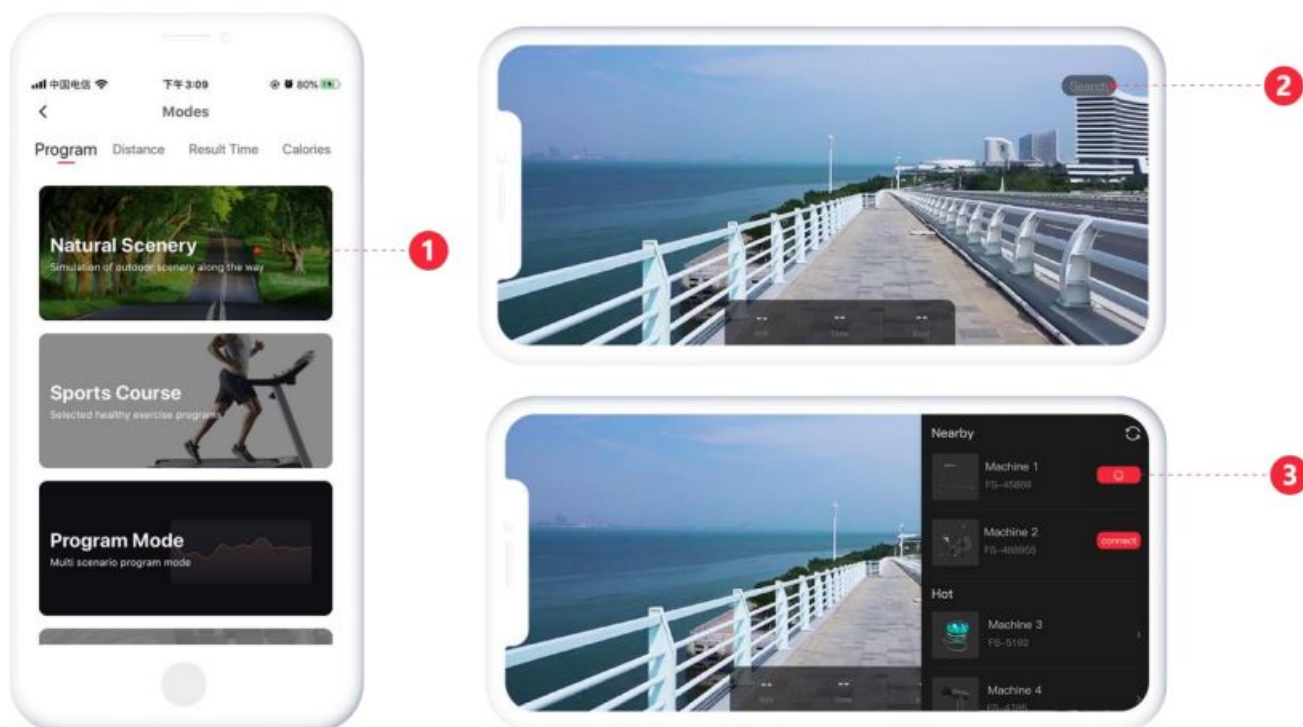 中国电信
下午3:09
80%
Modes
Program Distance Result Time Calories
Natural Scenery
Simulation of outdoor scenery along the way
1
Sports Course
Selected healthy exercise programs
Program Mode
Multi scenario program mode
Search
2
-- -- --
Time
Nearby
Machine 1
3
Machine 2
connect
Hot
Machine 3
FS-5192
Machine 4
-- --
Time